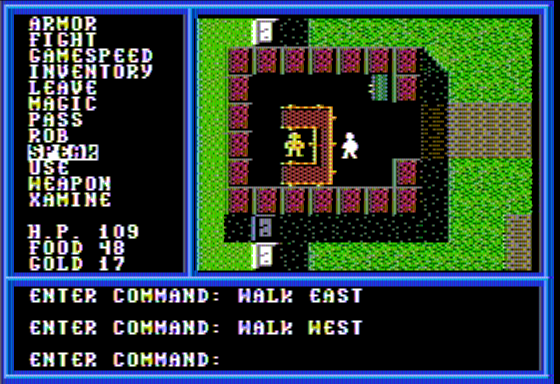 ARMOR
FIGHT
GAMESPEED
INVENTORY
LEAVE
MAGIC
PASS
ROB
SPEAK
USE
WEAPON
XAMINE
H.P. 109
FOOD 48
GOLD 17
ENTER COMMAND: WALK EAST
ENTER COMMAND: WALK WEST
ENTER COMMAND: